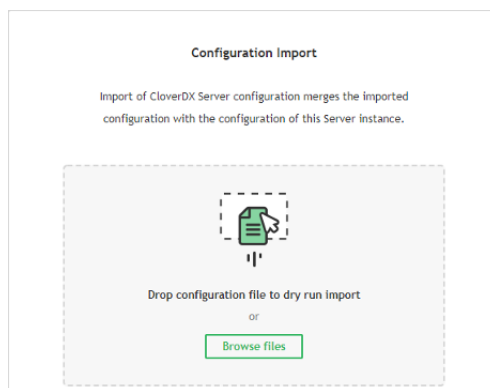 Configuration Import
Import of CloverDX Server configuration merges the imported
configuration with the configuration of this Server instance.
Drop configuration file to dry run import
or
Browse files